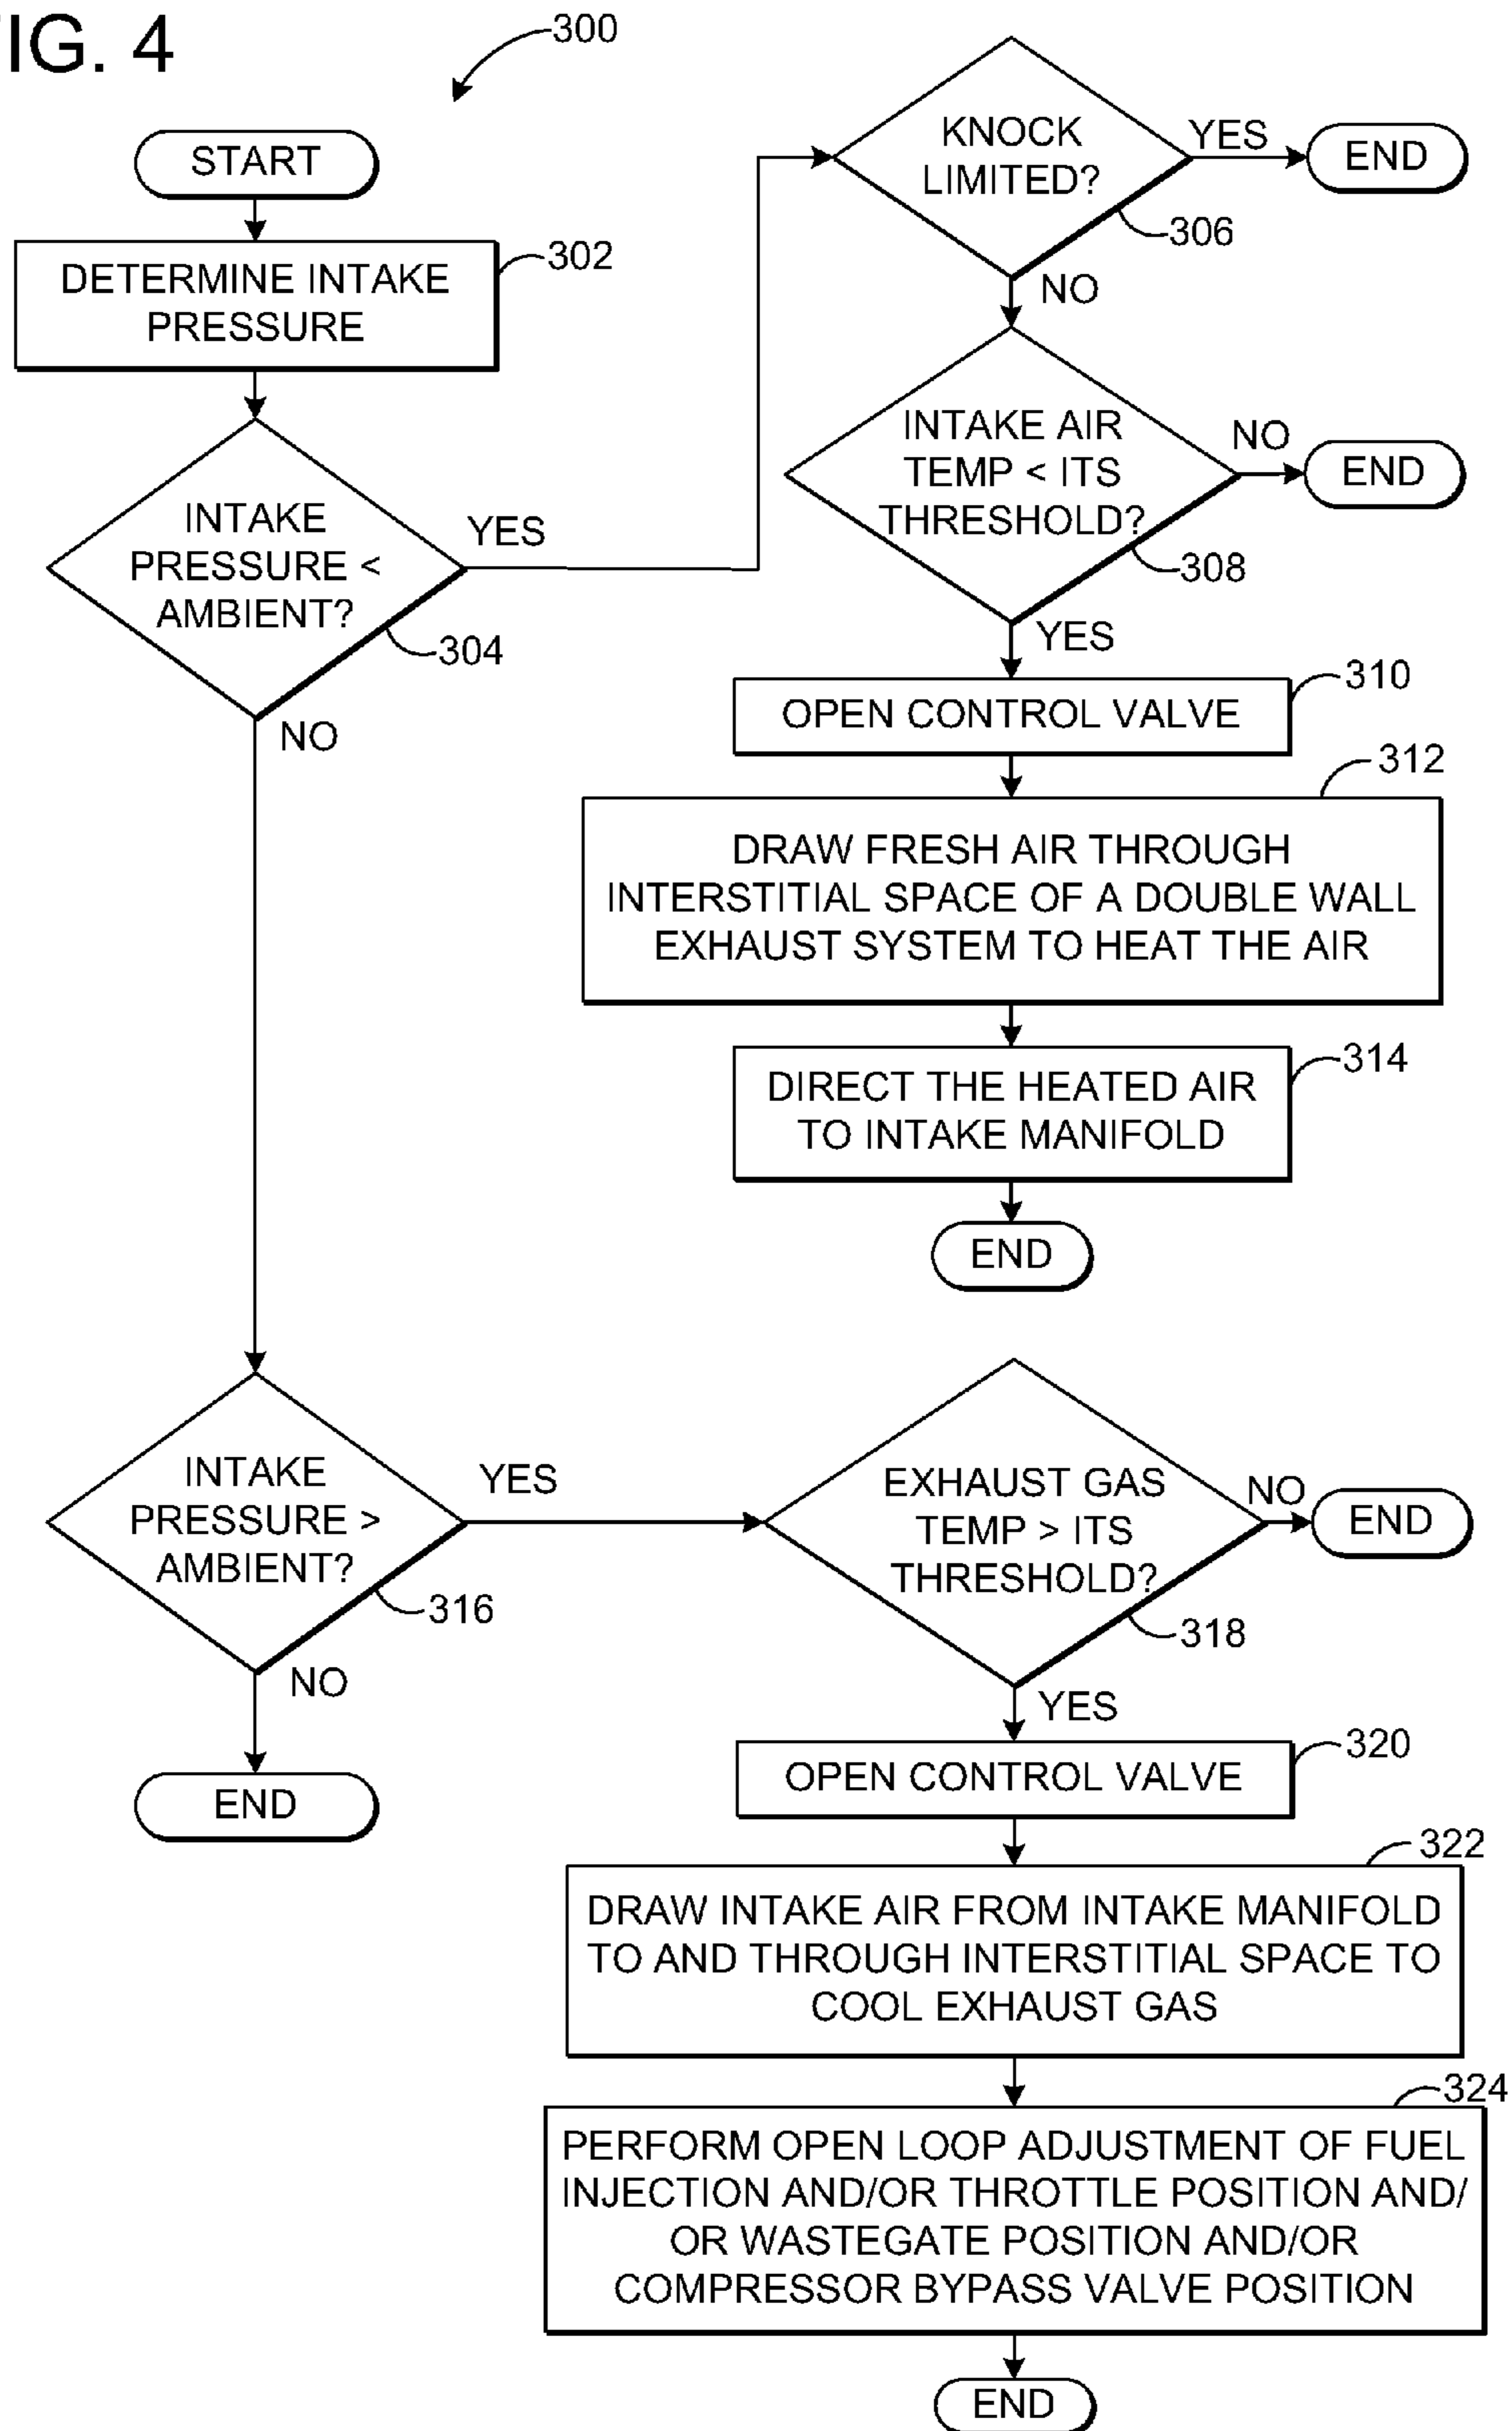 IG. 4
300
START
302
DETERMINE INTAKE
PRESSURE
INTAKE
PRESSURE <
AMBIENT?
304
YES
NO
KNOCK
LIMITED?
306
YES
END
NO
INTAKE AIR
TEMP < ITS
THRESHOLD?
308
NO
END
YES
310
OPEN CONTROL VALVE
312
DRAW FRESH AIR THROUGH
INTERSTITIAL SPACE OF A DOUBLE WALL
EXHAUST SYSTEM TO HEAT THE AIR
314
DIRECT THE HEATED AIR
TO INTAKE MANIFOLD
END
INTAKE
PRESSURE >
AMBIENT?
316
YES
NO
END
EXHAUST GAS
TEMP > ITS
THRESHOLD?
318
NO
END
YES
320
OPEN CONTROL VALVE
322
DRAW INTAKE AIR FROM INTAKE MANIFOLD
TO AND THROUGH INTERSTITIAL SPACE TO
COOL EXHAUST GAS
324
PERFORM OPEN LOOP ADJUSTMENT OF FUEL
INJECTION AND/OR THROTTLE POSITION AND/
OR WASTEGATE POSITION AND/OR
COMPRESSOR BYPASS VALVE POSITION
END